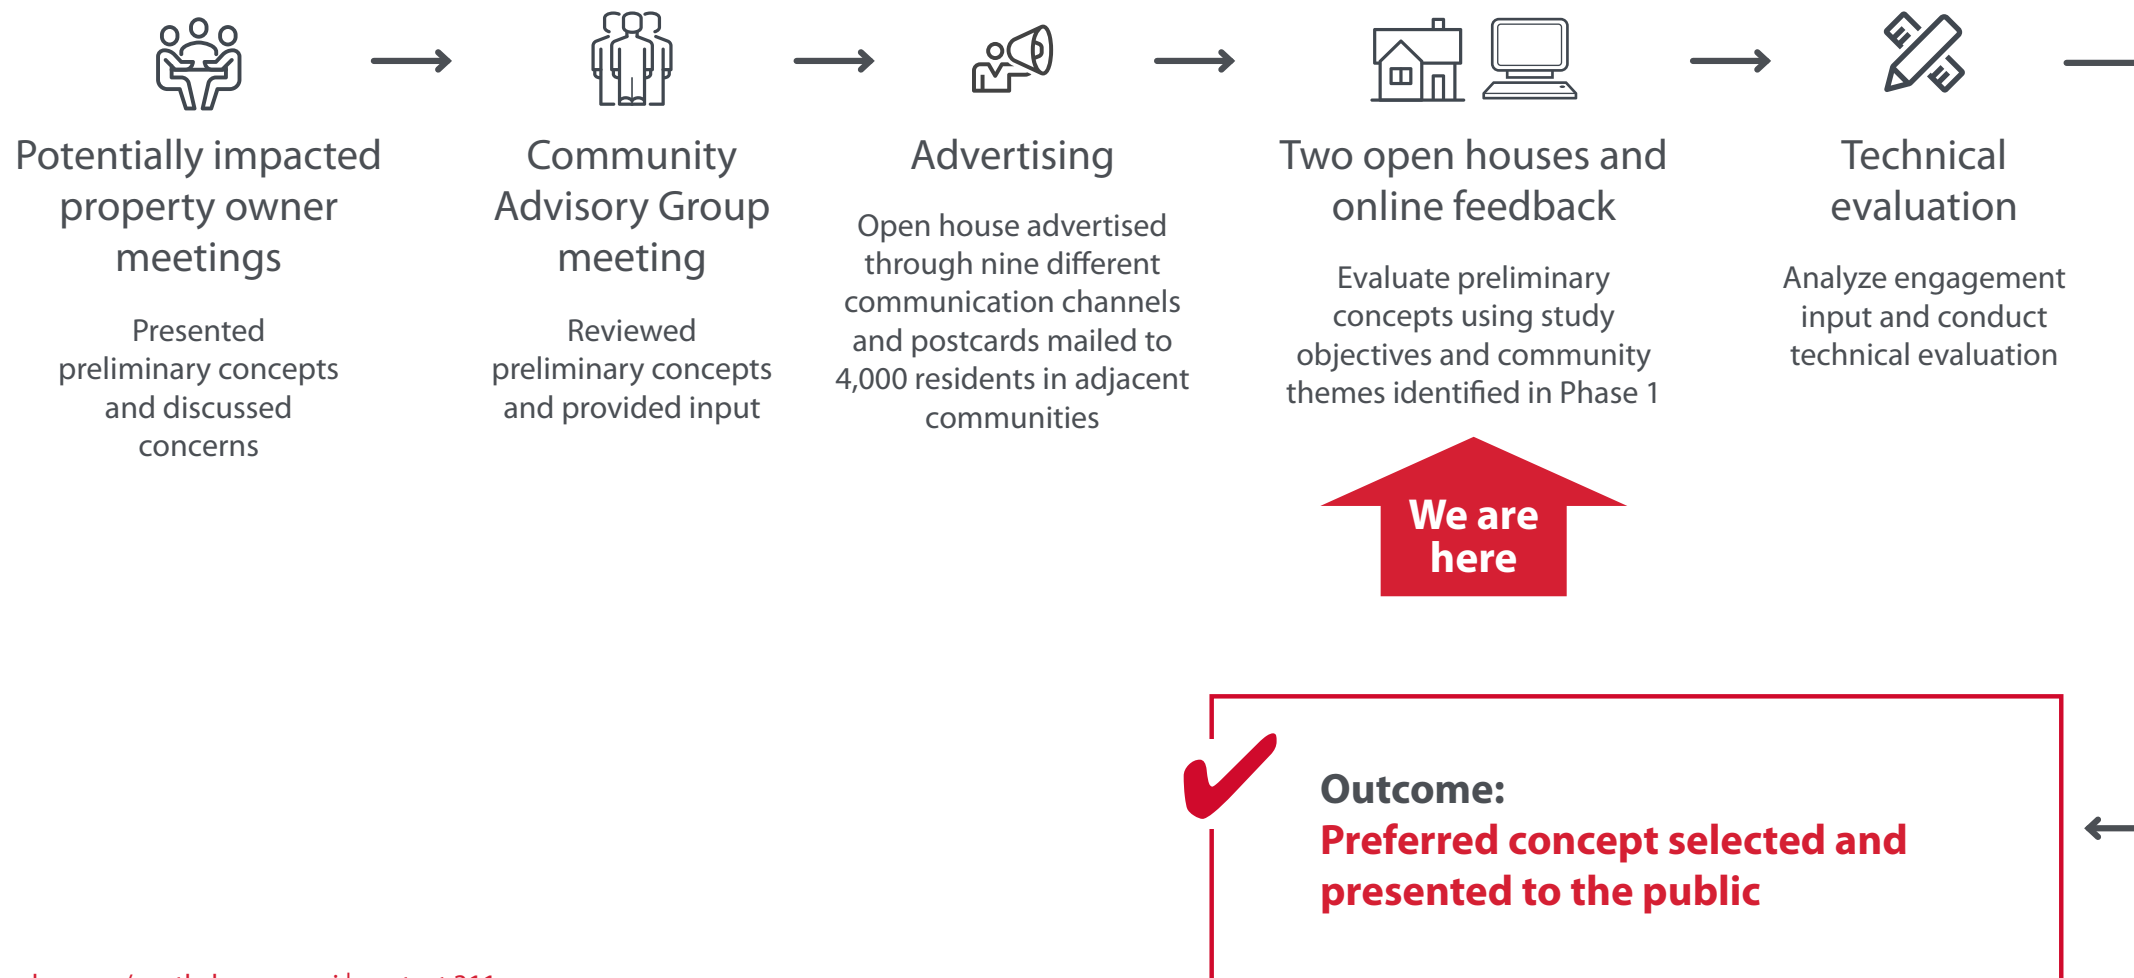 Potentially impacted
property owner
meetings
Presented
preliminary concepts
and discussed
concerns
Community
Advisory Group
meeting
Reviewed
preliminary concepts
and provided input
Advertising
Open house advertised
through nine different
communication channels
and postcards mailed to
4,000 residents in adjacent
communities
Two open houses and
online feedback
Evaluate preliminary
concepts using study
objectives and community
themes identified in Phase 1
Technical
evaluation
Analyze engagement
input and conduct
technical evaluation
We are
here
Outcome:
Preferred concept selected and
presented to the public